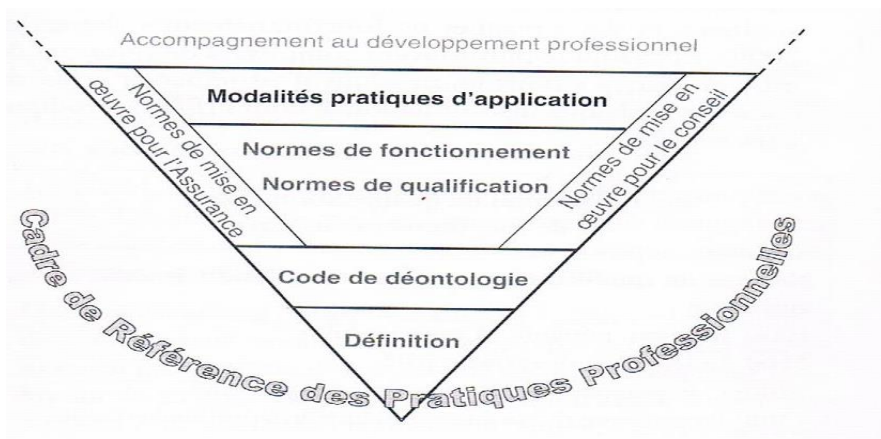 Accompagnement au développement professionnel
Modalités pratiques d'application
Normes de mise en
œuvre pour l'Assurance
Normes de fonctionnement
Normes de qualification
Normes de mise en
œuvre pour le conseil
Code de déontologie
Définition
Cadre de Référence des Pratiques Professionnelles